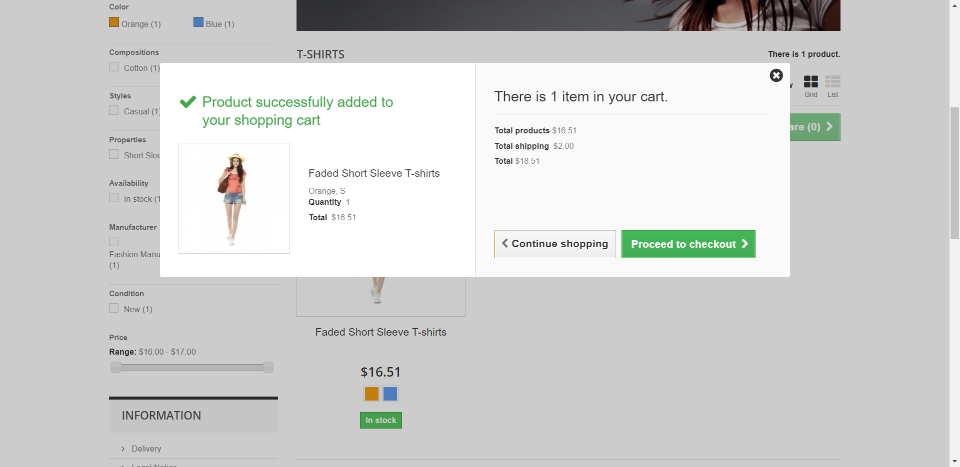 Color
Orange (1)
Blue (1)
Compositions
Cotton (1)
Styles
Casual (1)
Properties
Short Slee
Availability
In stock (1
Manufacturer
Fashion Manu
(1)
Condition
New (1)
Price
Range: $16.00 - $17.00
INFORMATION
Delivery
Legal Notice
T-SHIRTS
There is 1 product.
Grid
List
are (0)
Product successfully added to
your shopping cart
Faded Short Sleeve T-shirts
Orange, S
Quantity 1
Total $16.51
There is 1 item in your cart.
Total products $16.51
Total shipping $2.00
Total $18.51
Continue shopping
Proceed to checkout
Faded Short Sleeve T-shirts
$16.51
In stock